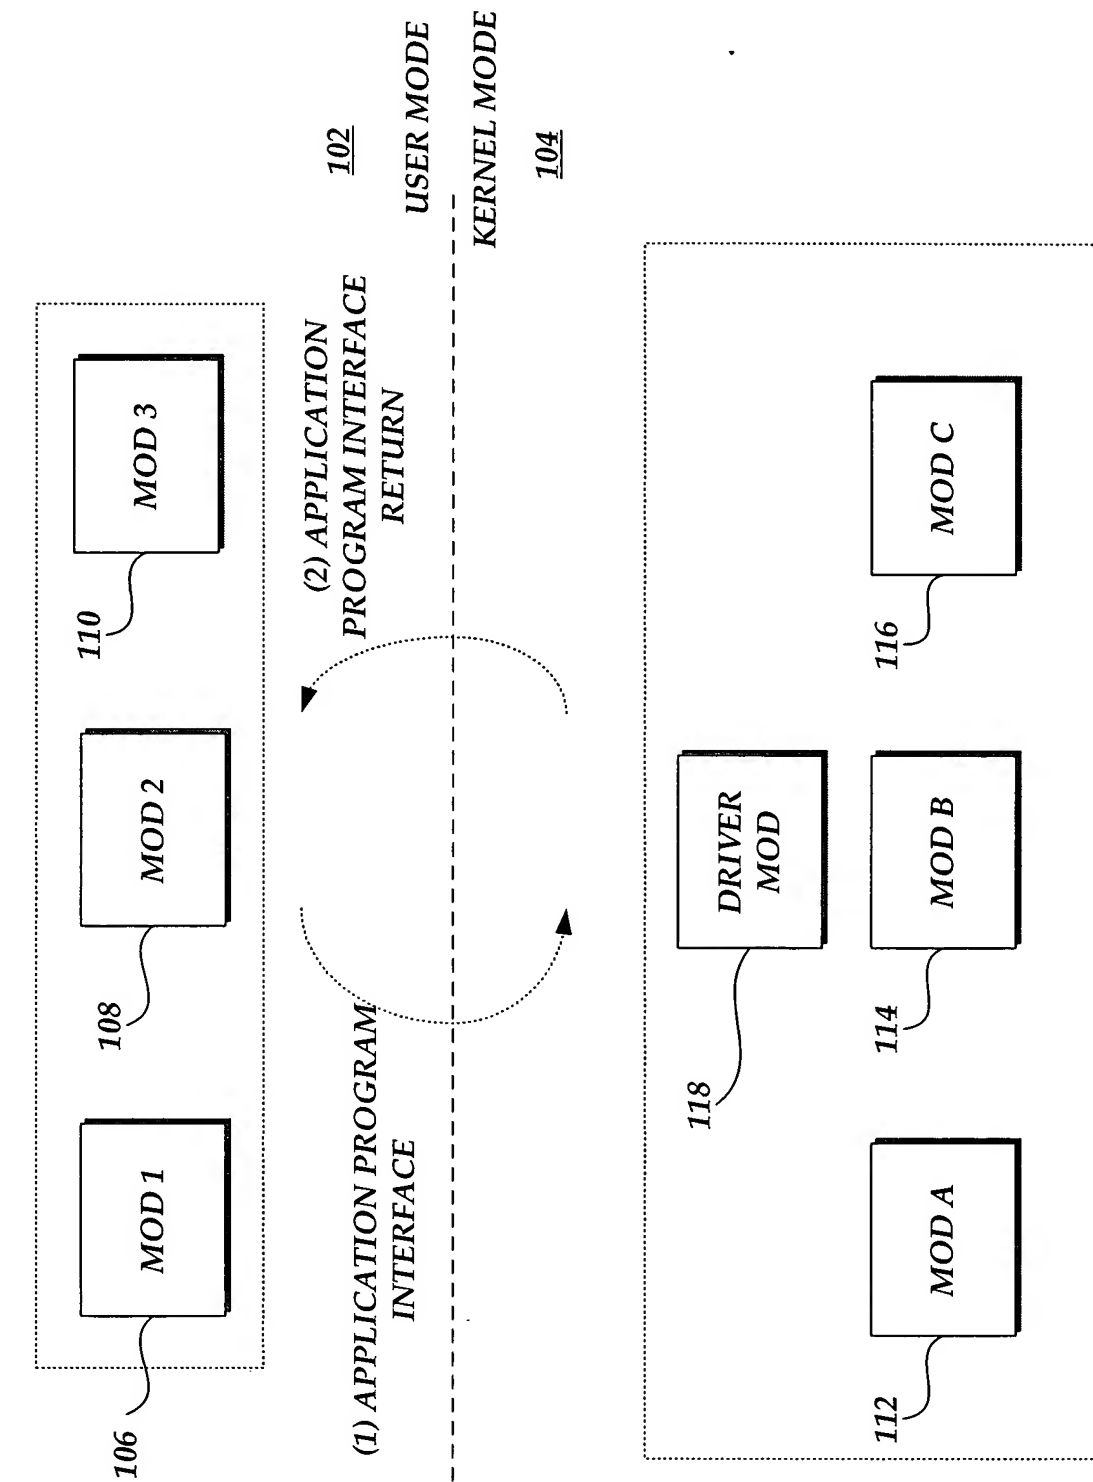 106
MOD 1
108
MOD 2
110
MOD 3
(1) APPLICATION PROGRAM
INTERFACE
(2) APPLICATION
PROGRAM INTERFACE
RETURN
102
USER MODE
KERNEL MODE
104
118
DRIVER
MOD
112
MOD A
114
MOD B
116
MOD C